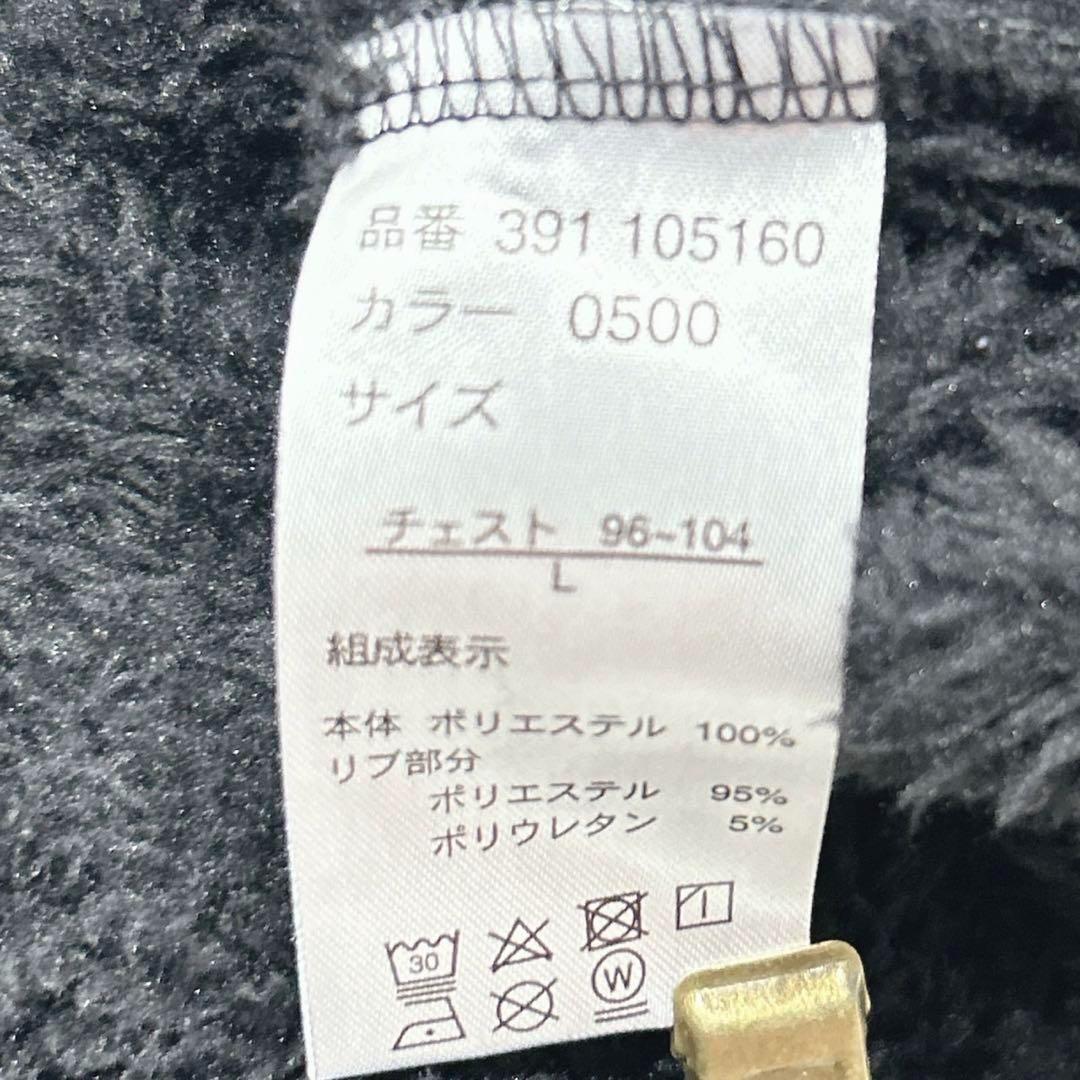 品番 391 105160
カラー 0500
サイズ
チェスト 96~104
L
組成表示
本体 ポリエステル 100%
リブ部分
ポリエステル 95%
ポリウレタン 5%
30
W